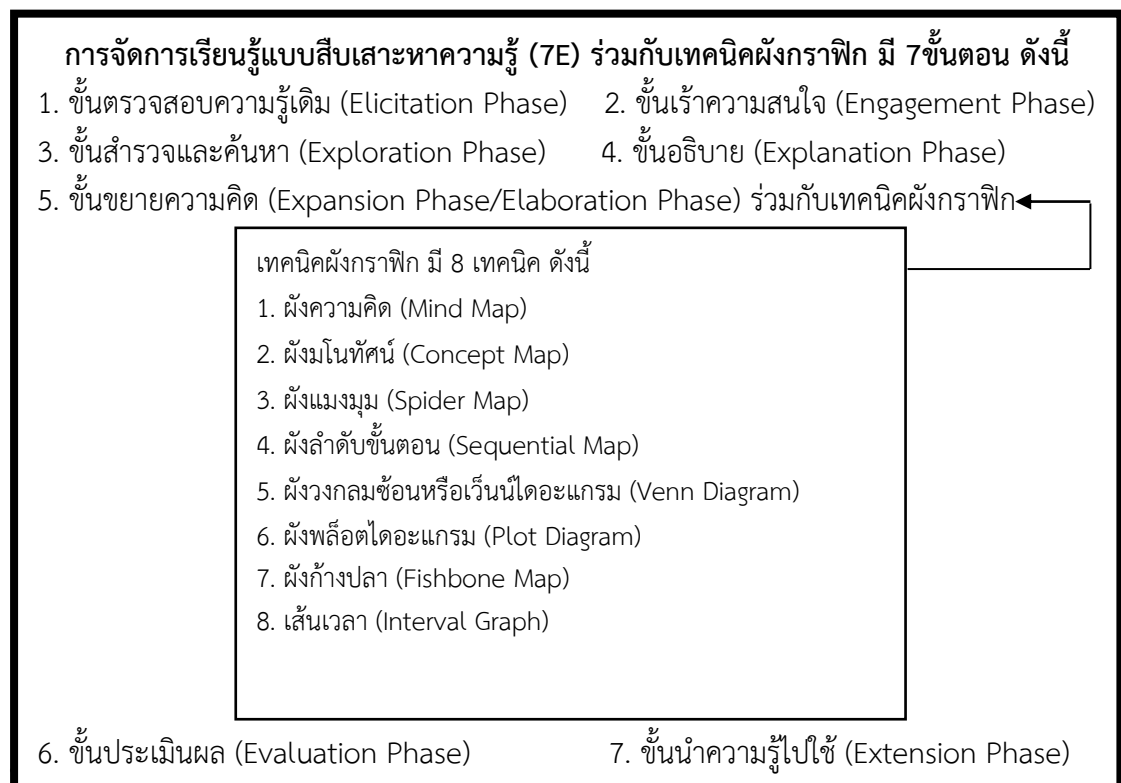 การจัดการเรียนรู้แบบสืบเสาะหาความรู้ (7E) ร่วมกับเทคนิคผังกราฟิก มี 7ขั้นตอน ดังนี้
1. ขั้นตรวจสอบความรู้เดิม (Elicitation Phase) 2. ขั้นเร้าความสนใจ (Engagement Phase)
3. ขั้นสำรวจและค้นหา (Exploration Phase) 4. ขั้นอธิบาย (Explanation Phase)
5. ขั้นขยายความคิด (Expansion Phase/Elaboration Phase) ร่วมกับเทคนิคผังกราฟิก
เทคนิคผังกราฟิก มี 8 เทคนิค ดังนี้
1. ผังความคิด (Mind Map)
2. ผังมโนทัศน์ (Concept Map)
3. ผังแมงมุม (Spider Map)
4. ผังลำดับขั้นตอน (Sequential Map)
5. ผังวงกลมซ้อนหรือเว็นน์ไดอะแกรม (Venn Diagram)
6. ผังพล็อตไดอะแกรม (Plot Diagram)
7. ผังก้างปลา (Fishbone Map)
8. เส้นเวลา (Interval Graph)
6. ขั้นประเมินผล (Evaluation Phase) 7. ขั้นนำความรู้ไปใช้ (Extension Phase)